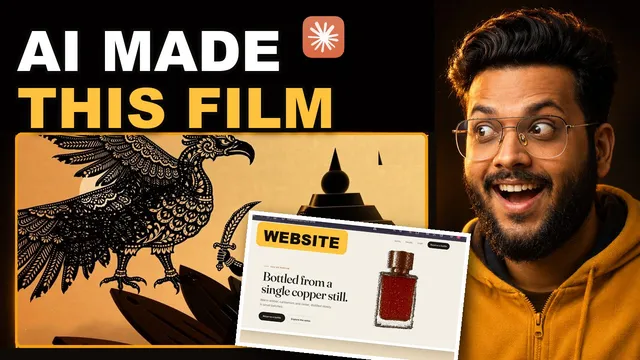 AI MADE
THIS FILM
WEBSITE
Bottled from a
single copper still.